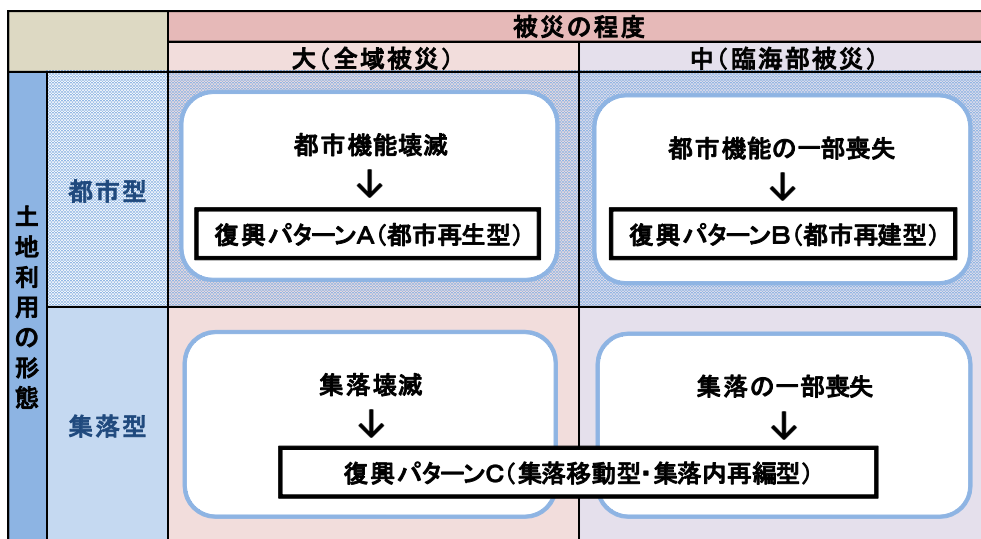 被災の程度
大(全域被災)
中(臨海部被災)
土地利用の形態
都市型
都市機能壊滅
↓
復興パターンA(都市再生型)
都市機能の一部喪失
↓
復興パターンB(都市再建型)
集落型
集落壊滅
↓
集落の一部喪失
↓
復興パターンC(集落移動型・集落内再編型)